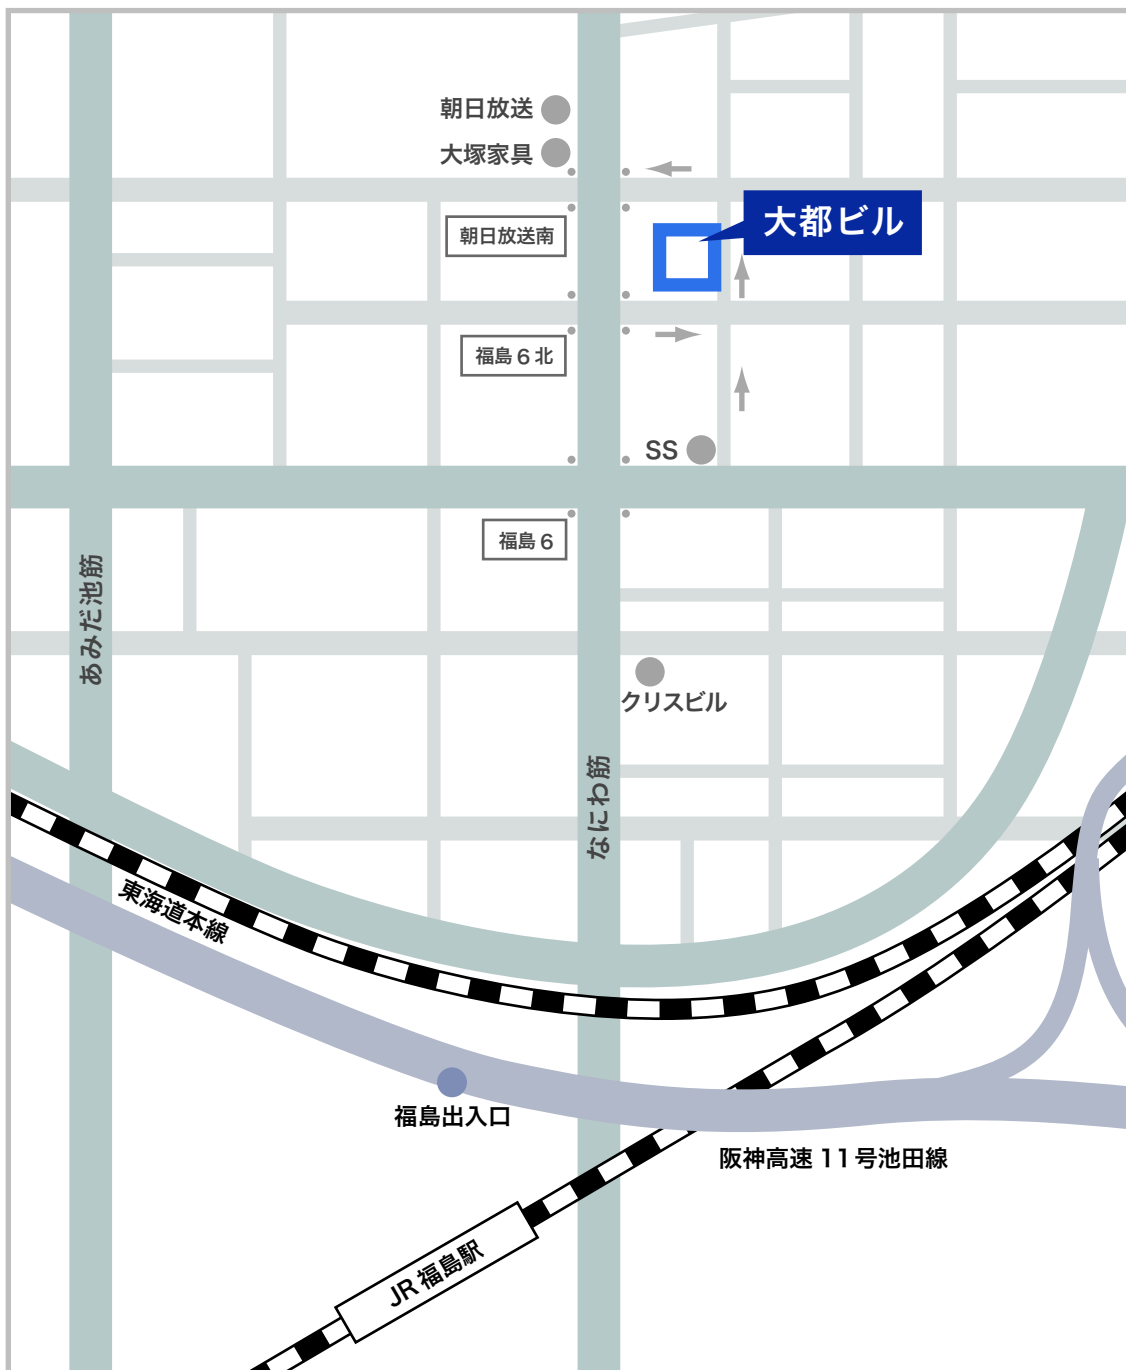 朝日放送
大塚家具
大都ビル
朝日放送南
福島6北
SS
福島6
あみだ池筋
クリスビル
なにわ筋
東海道本線
福島出入口
阪神高速11号池田線
JR福島駅